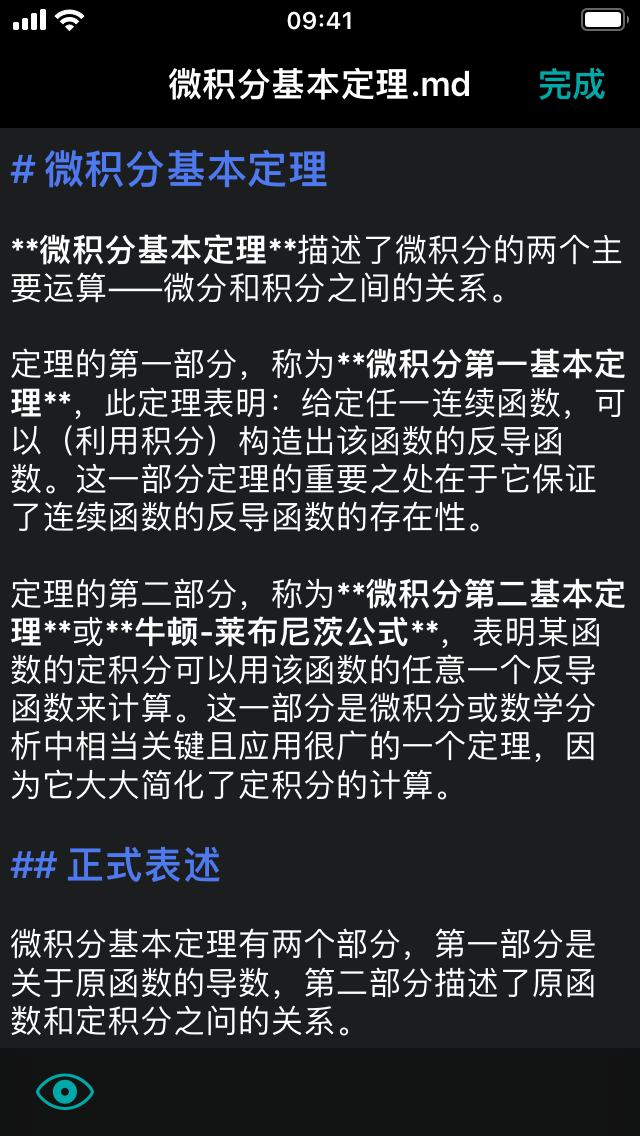 09:41
微积分基本定理.md
完成
# 微积分基本定理
**微积分基本定理**描述了微积分的两个主
要运算——微分和积分之间的关系。
定理的第一部分，称为**微积分第一基本定
理**，此定理表明：给定任一连续函数，可
以（利用积分）构造出该函数的反导函
数。这一部分定理的重要之处在于它保证
了连续函数的反导函数的存在性。
定理的第二部分，称为**微积分第二基本定
理**或**牛顿-莱布尼茨公式**，表明某函
数的定积分可以用该函数的任意一个反导
函数来计算。这一部分是微积分或数学分
析中相当关键且应用很广的一个定理，因
为它大大简化了定积分的计算。
## 正式表述
微积分基本定理有两个部分，第一部分是
关于原函数的导数，第二部分描述了原函
数和定积分之问的关系。